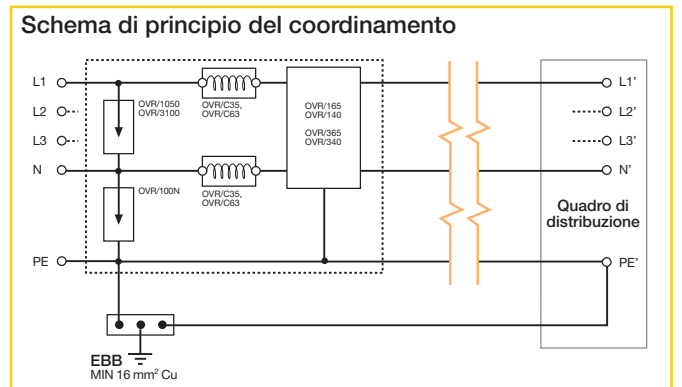 Schema di principio del coordinamento
L1
L2
L3
N
PE
OVR/1050
OVR/3100
OVR/100N
OVR/C35,
OVR/C63
OVR/C35,
OVR/C63
OVR/165
OVR/140
OVR/365
OVR/340
L1'
L2'
L3'
N'
Quadro di
distribuzione
PE'
EBB
MIN 16 mm² Cu